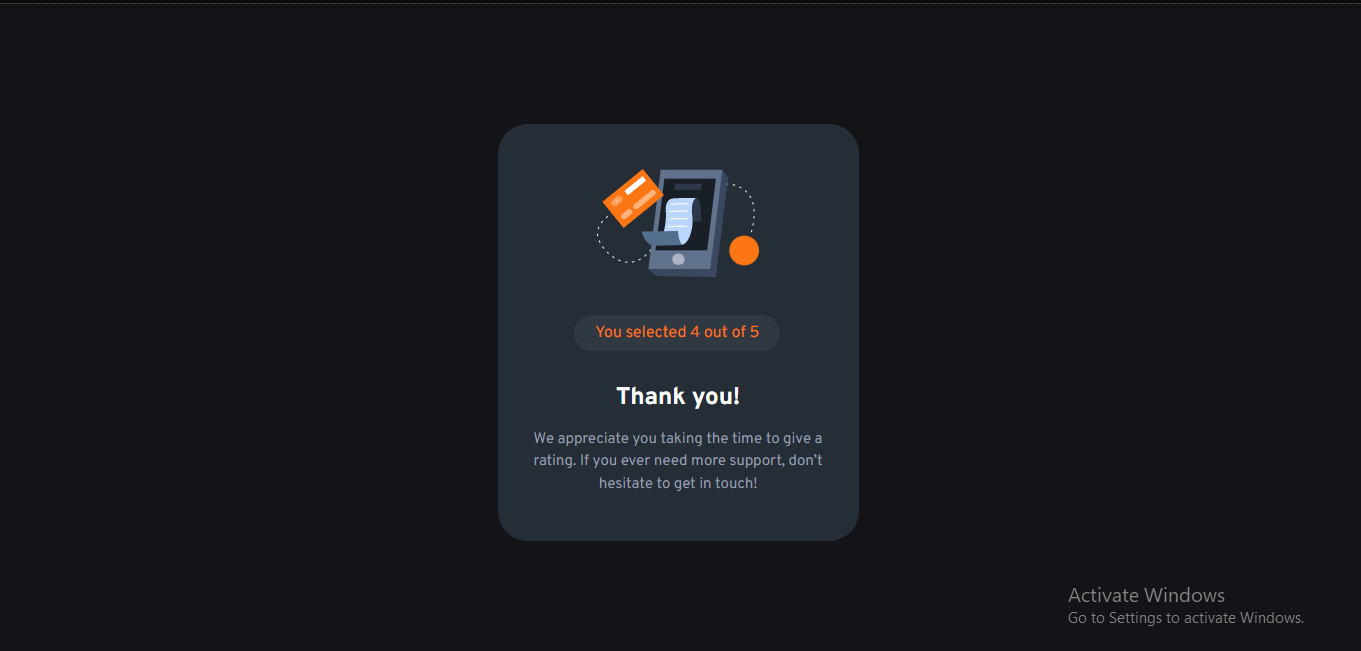 You selected 4 out of 5
Thank you!
We appreciate you taking the time to give a
rating. If you ever need more support, don’t
hesitate to get in touch!
Activate Windows
Go to Settings to activate Windows.